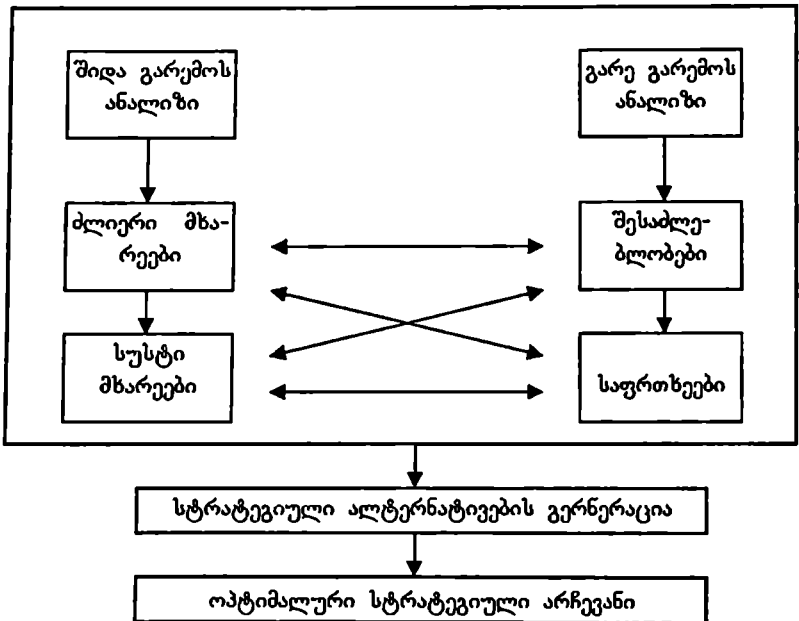 შიდა გარემოს
ანალიზი
გარე გარემოს
ანალიზი
ძლიერი მხა-
რეები
შესაძლე-
ბლობები
სუსტი
მხარეები
საფრთხეები
სტრატეგიული ალტერნატივების გერნერაცია
ოპტიმალური სტრატეგიული არჩევანი